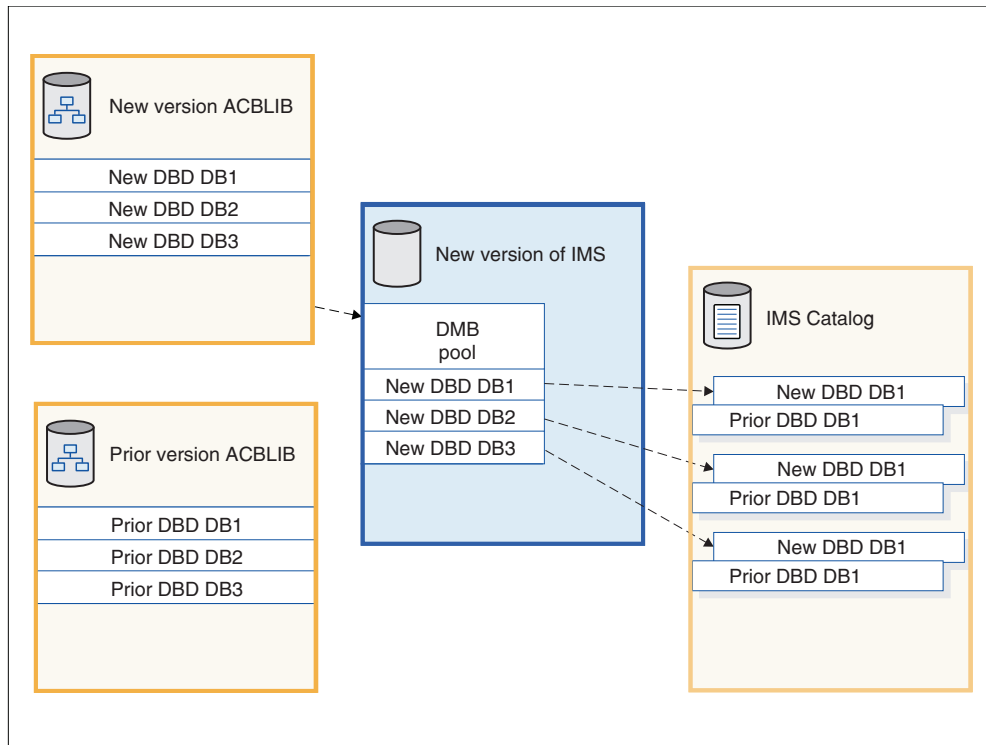 New version ACBLIB
New DBD DB1
New DBD DB2
New DBD DB3
Prior version ACBLIB
Prior DBD DB1
Prior DBD DB2
Prior DBD DB3
New version of IMS
DMB
pool
New DBD DB1
New DBD DB2
New DBD DB3
IMS Catalog
New DBD DB1
Prior DBD DB1
New DBD DB1
Prior DBD DB1
New DBD DB1
Prior DBD DB1